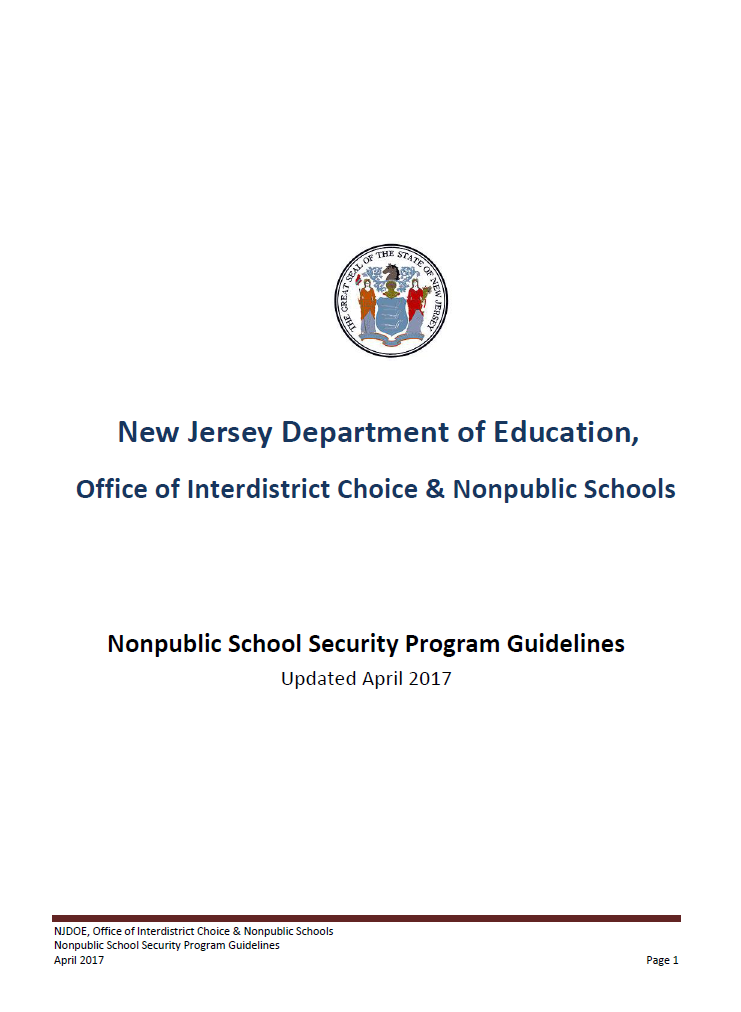 THE GREAT SEAL OF THE STATE OF NEW JERSEY
New Jersey Department of Education,
Office of Interdistrict Choice & Nonpublic Schools
Nonpublic School Security Program Guidelines
Updated April 2017
NJDOE, Office of Interdistrict Choice & Nonpublic Schools
Nonpublic School Security Program Guidelines
April 2017 Page 1